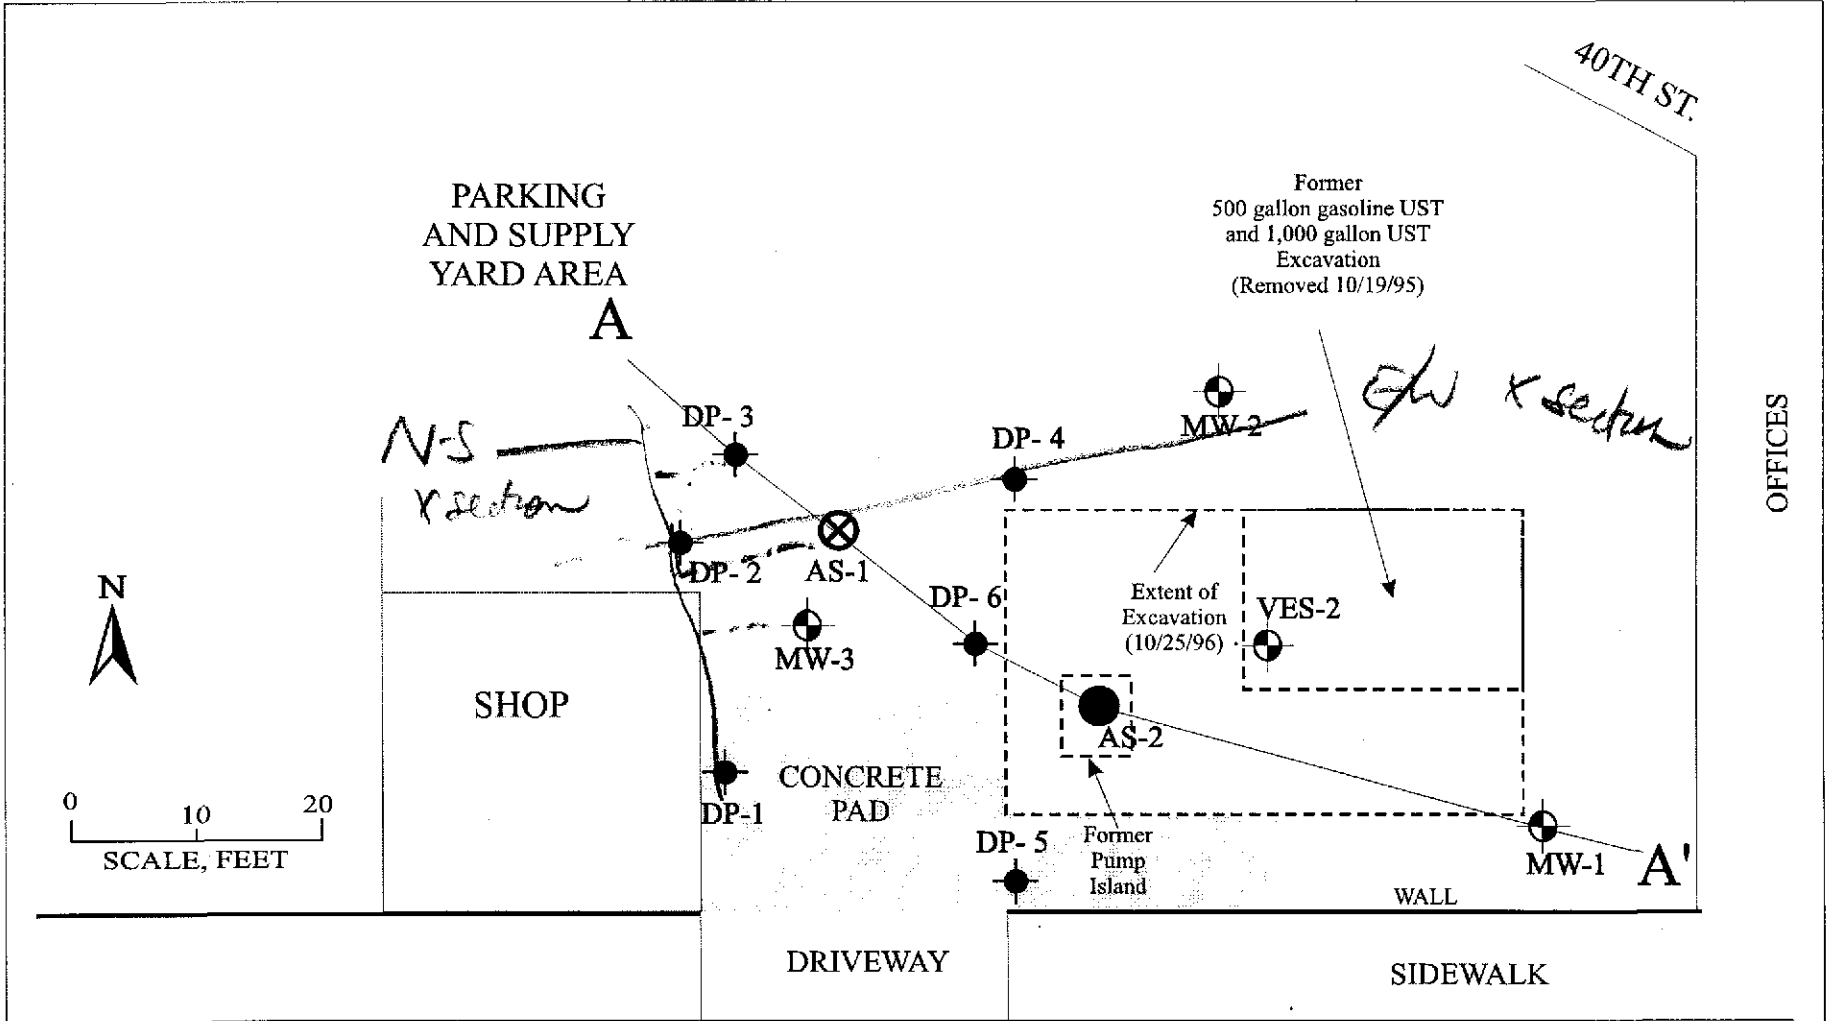 40TH ST.
PARKING
AND SUPPLY
YARD AREA
A
Former
500 gallon gasoline UST
and 1,000 gallon UST
Excavation
(Removed 10/19/95)
E/W x section
N-S
x section
DP- 3
DP- 4
MW-2
OFFICES
DP- 2
AS-1
DP- 6
Extent of
Excavation
(10/25/96)
VES-2
N
MW-3
SHOP
AS-2
CONCRETE
PAD
DP-1
0 10 20
SCALE, FEET
DP- 5
Former
Pump
Island
MW-1
A'
WALL
DRIVEWAY
SIDEWALK